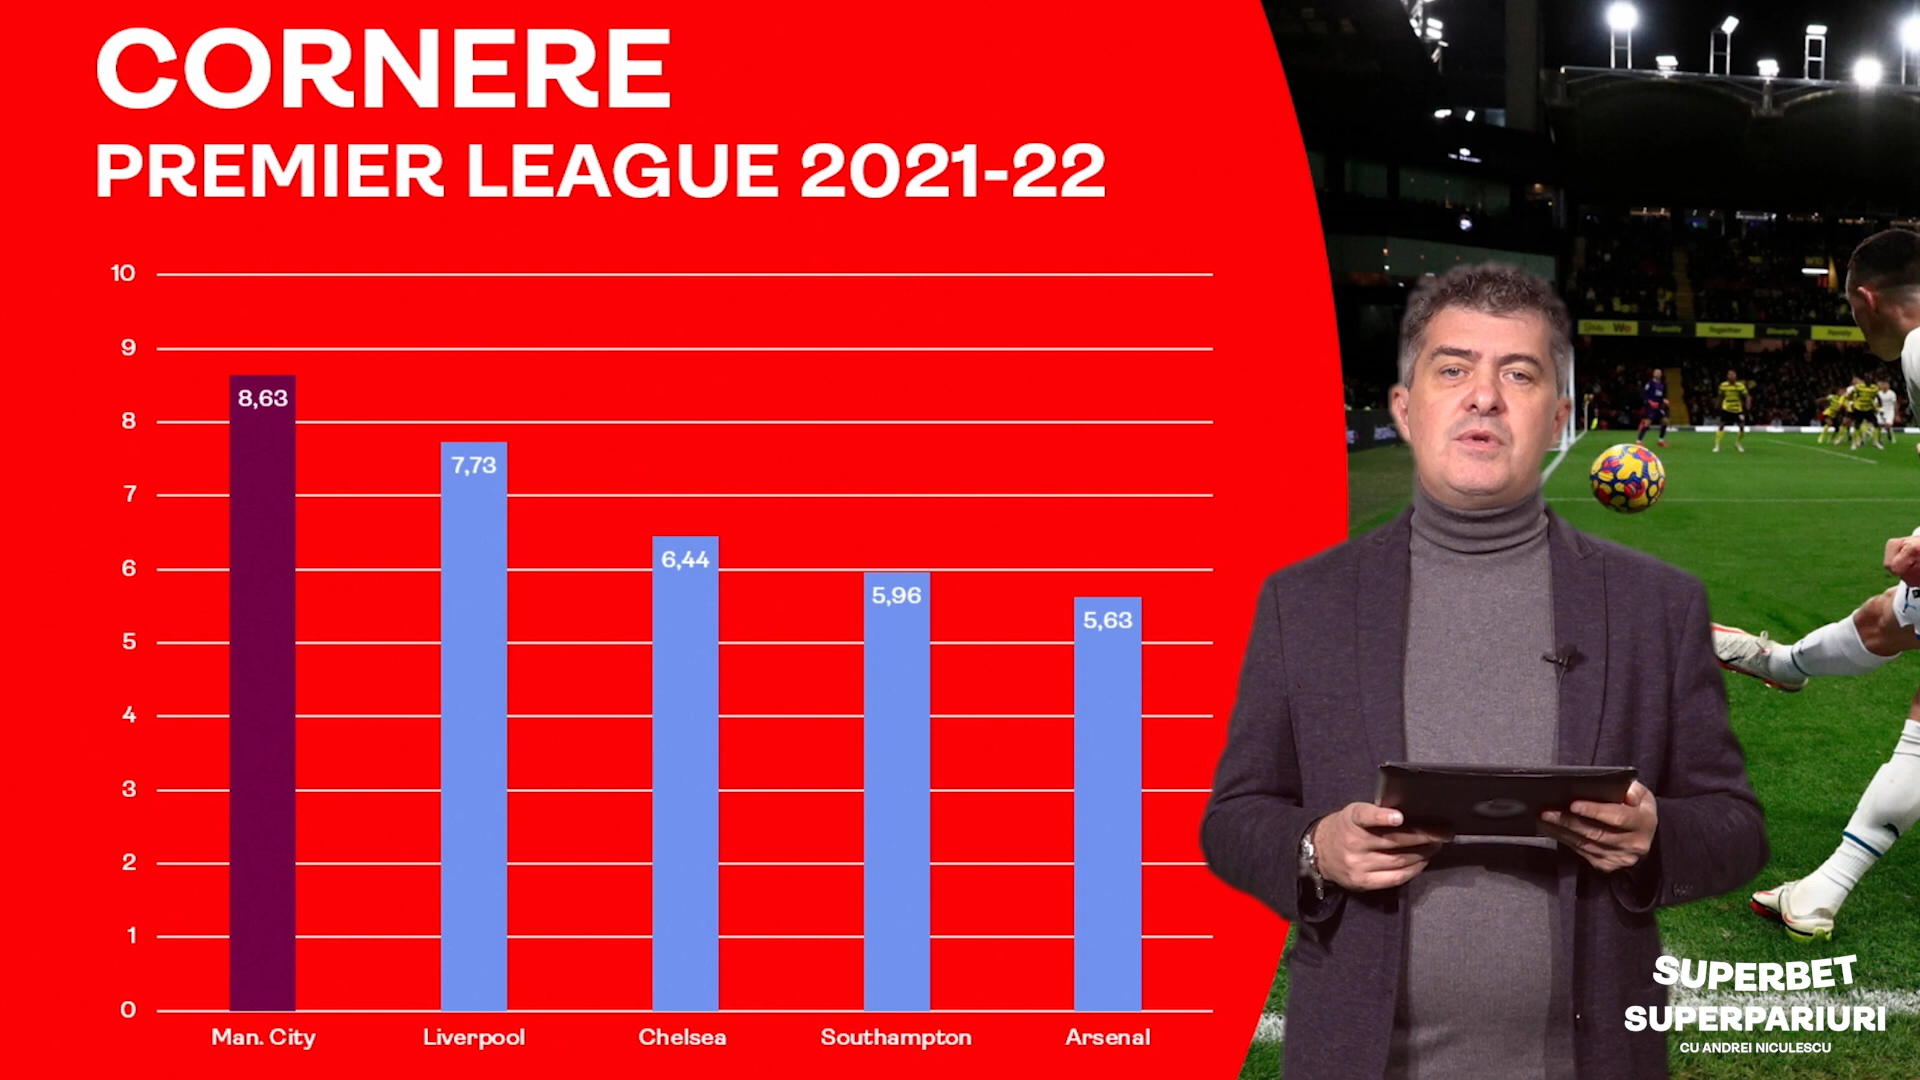 CORNERE
PREMIER LEAGUE 2021-22
10
9
8
7
6
5
4
3
2
1
0
8,63
7,73
6,44
5,96
5,63
Man. City
Liverpool
Chelsea
Southampton
Arsenal
Together
SUPERBET
SUPERPARIURI
CU ANDREI NICULESCU